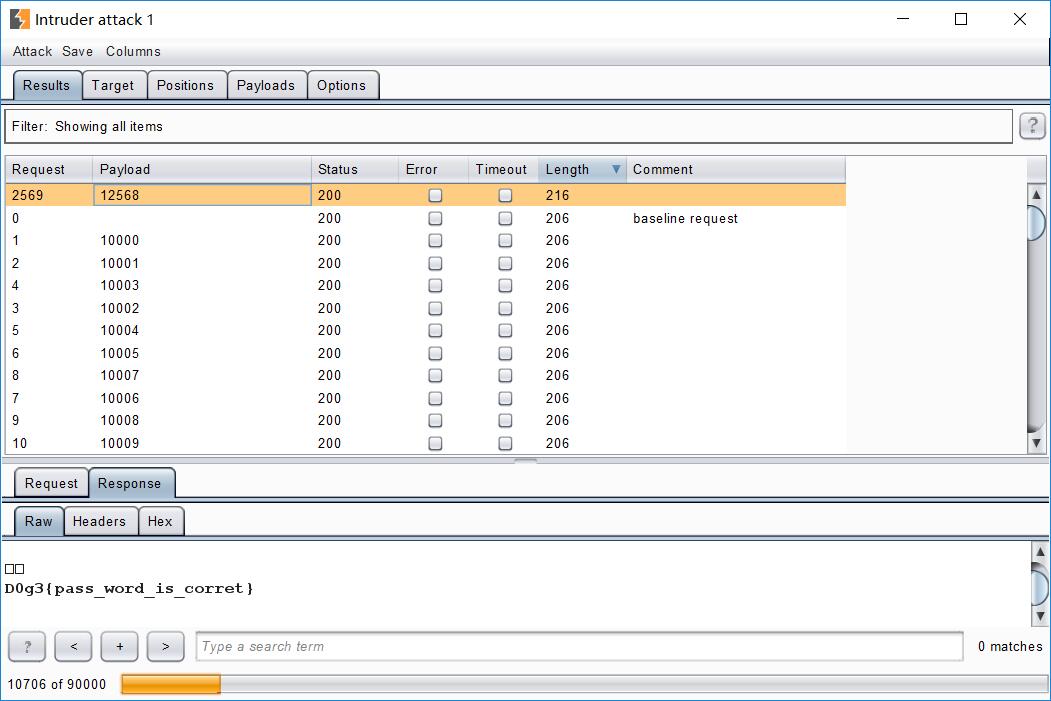 Intruder attack 1
Attack Save Columns
Results Target Positions Payloads Options
Filter: Showing all items
?
Request Payload Status Error Timeout Length Comment
2569 12568 200 216
0 200 206 baseline request
1 10000 200 206
2 10001 200 206
4 10003 200 206
3 10002 200 206
5 10004 200 206
6 10005 200 206
8 10007 200 206
7 10006 200 206
9 10008 200 206
10 10009 200 206
Request Response
Raw Headers Hex
□□
D0g3{pass_word_is_corret}
? < + > Type a search term 0 matches
10706 of 90000